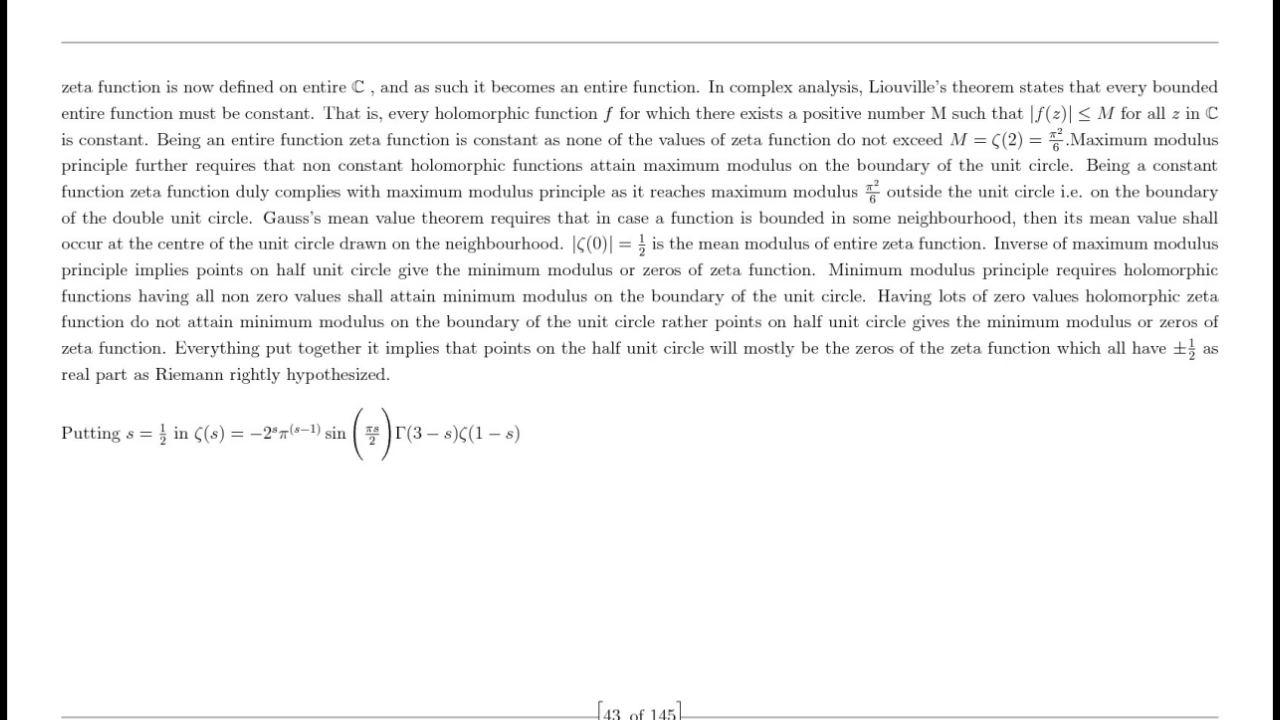 zeta function is now defined on entire ℂ , and as such it becomes an entire function. In complex analysis, Liouville's theorem states that every bounded
entire function must be constant. That is, every holomorphic function f for which there exists a positive number M such that |f(z)| ≤ M for all z in ℂ
is constant. Being an entire function zeta function is constant as none of the values of zeta function do not exceed M = ζ(2) = π²/6.Maximum modulus
principle further requires that non constant holomorphic functions attain maximum modulus on the boundary of the unit circle. Being a constant
function zeta function duly complies with maximum modulus principle as it reaches maximum modulus π²/6 outside the unit circle i.e. on the boundary
of the double unit circle. Gauss's mean value theorem requires that in case a function is bounded in some neighbourhood, then its mean value shall
occur at the centre of the unit circle drawn on the neighbourhood. |ζ(0)| = 1/2 is the mean modulus of entire zeta function. Inverse of maximum modulus
principle implies points on half unit circle give the minimum modulus or zeros of zeta function. Minimum modulus principle requires holomorphic
functions having all non zero values shall attain minimum modulus on the boundary of the unit circle. Having lots of zero values holomorphic zeta
function do not attain minimum modulus on the boundary of the unit circle rather points on half unit circle gives the minimum modulus or zeros of
zeta function. Everything put together it implies that points on the half unit circle will mostly be the zeros of the zeta function which all have ±1/2 as
real part as Riemann rightly hypothesized.
Putting s = 1/2 in ζ(s) = −2^sπ^(s−1) sin (πs/2) Γ(3 − s)ζ(1 − s)
[43 of 145]